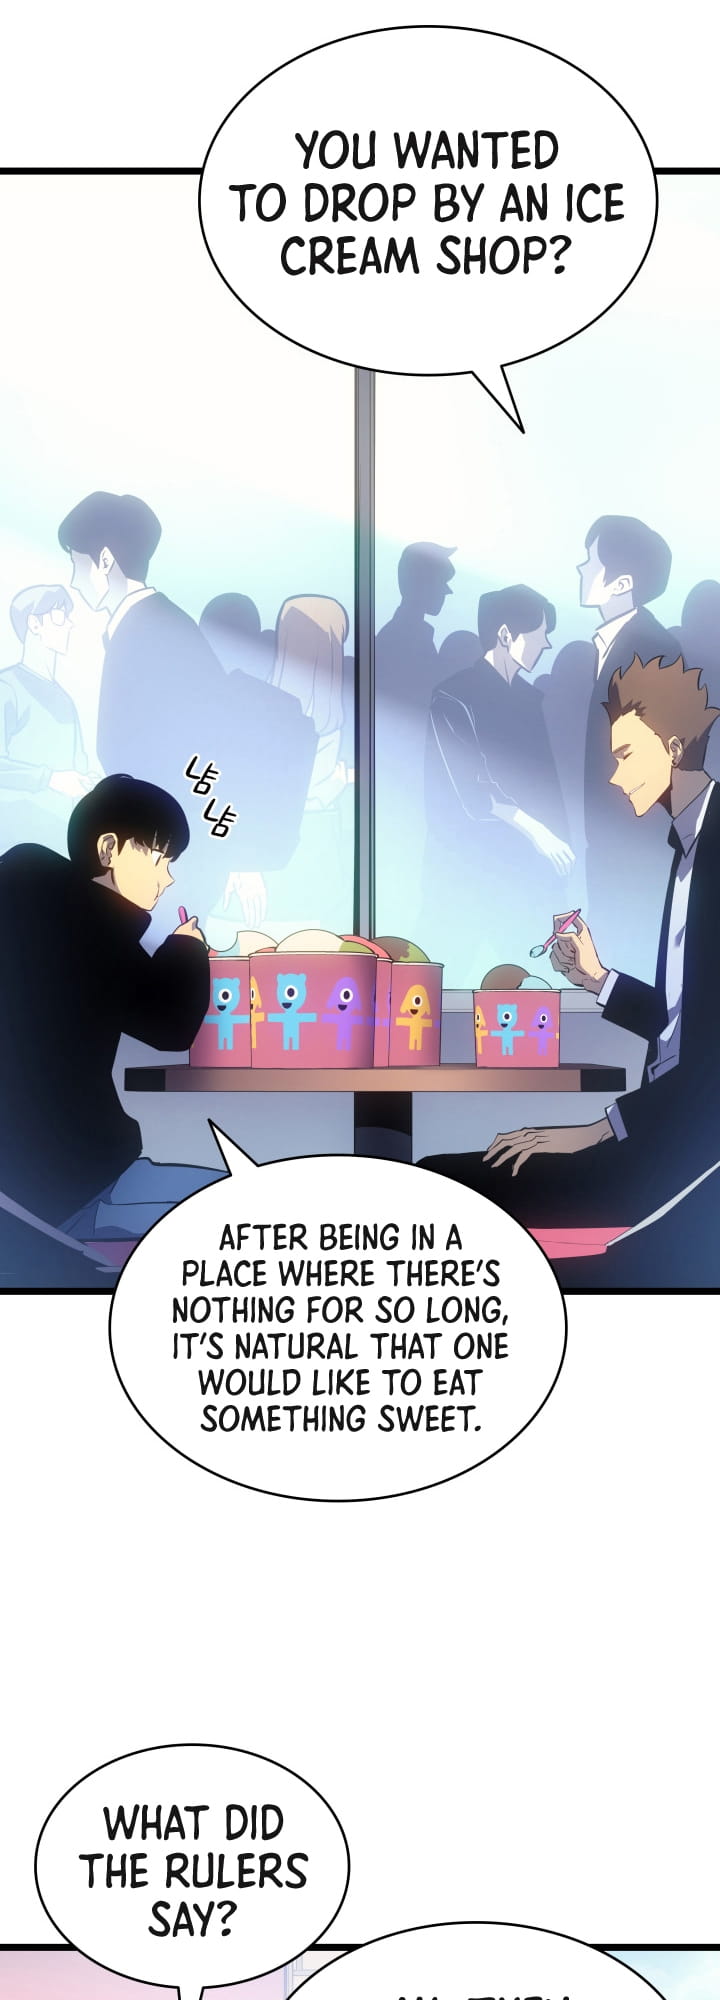 YOU WANTED
TO DROP BY AN ICE
CREAM SHOP?
냠
냠
AFTER BEING IN A
PLACE WHERE THERE'S
NOTHING FOR SO LONG,
IT'S NATURAL THAT ONE
WOULD LIKE TO EAT
SOMETHING SWEET.
WHAT DID
THE RULERS
SAY?